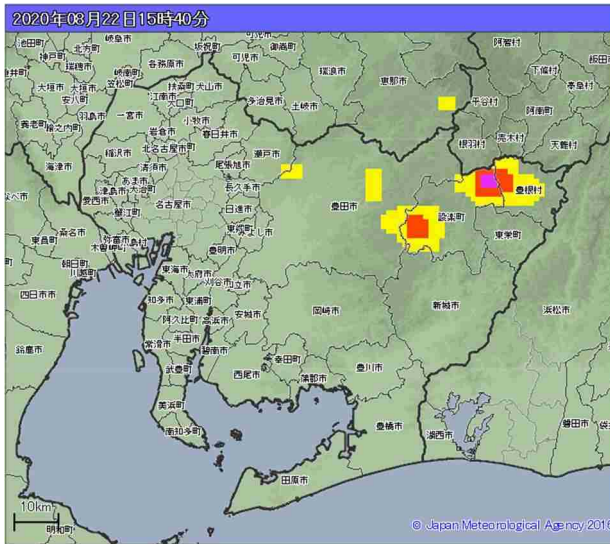 2020年08月22日15時40分
池田町
岐阜市
坂祝町
可児市
阿智村
神戸町
北方町
可児市
御嵩町
瑞浪市
恵那市
下條村
瑞穂市
岐南町
各務原市
平谷村
阿南町
大垣市
大垣市
笠松町
扶桑町
犬山市
多治見市
土岐市
安八町
江南市
大口町
売木村
養老町
羽島市
一宮市
小牧市
根羽村
天龍村
輪之内町
岩倉市
春日井市
海津市
稲沢市
北名古屋市
瀬戸市
清須市
尾張旭市
あま市
長久手市
豊根村
津島市
大治町
愛西市
名古屋市
日進市
豊田市
設楽町
蟹江町
東郷町
みよし市
東栄町
桑名市
弥富市
飛島村
豊明市
東員町
木曽岬町
朝日町
東海市
大府市
川越町
刈谷市
知立市
四日市市
知多市
東浦町
安城市
岡崎市
新城市
浜松市
阿久比町
高浜市
半田市
常滑市
碧南市
鈴鹿市
幸田町
武豊町
西尾市
蒲郡市
豊川市
美浜町
南知多町
豊橋市
湖西市
磐田市
田原市
10km
明和町
© Japan Meteorological Agency 2016